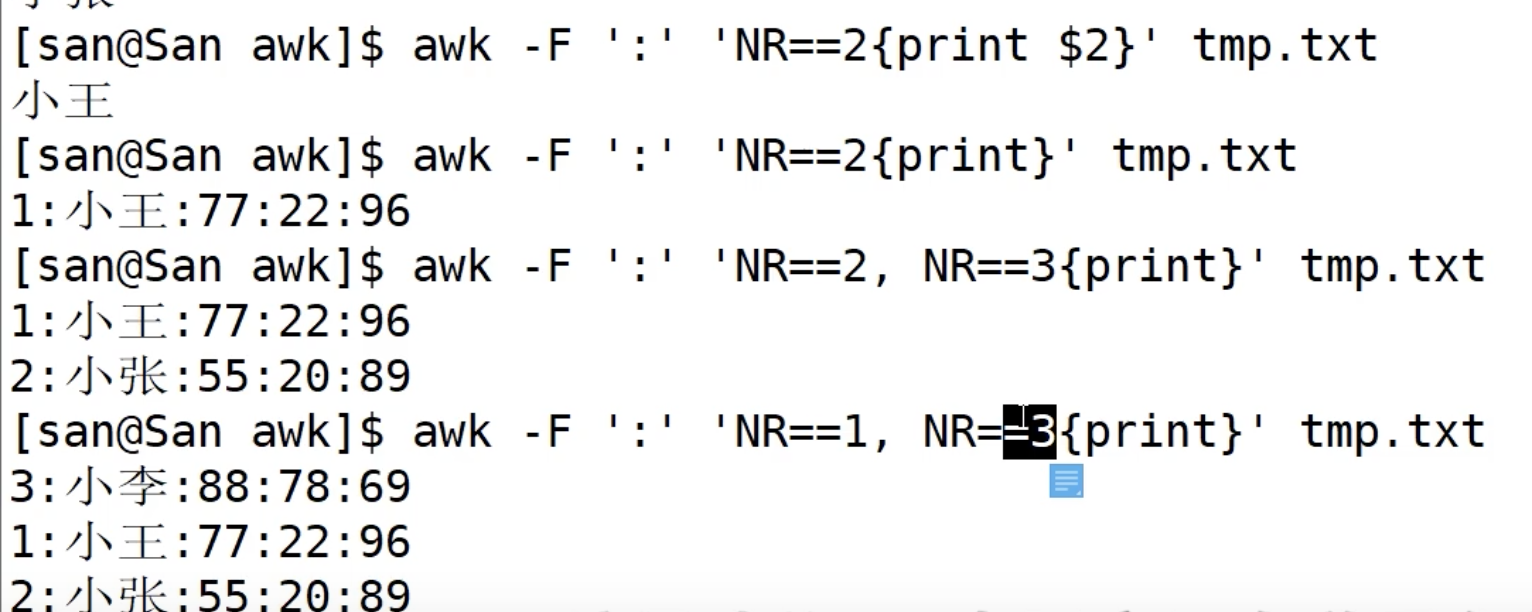 [san@San awk]$ awk -F ':' 'NR==2{print $2}' tmp.txt
小王
[san@San awk]$ awk -F ':' 'NR==2{print}' tmp.txt
1:小王:77:22:96
[san@San awk]$ awk -F ':' 'NR==2, NR==3{print}' tmp.txt
1:小王:77:22:96
2:小张:55:20:89
[san@San awk]$ awk -F ':' 'NR==1, NR==3{print}' tmp.txt
3:小李:88:78:69
1:小王:77:22:96
2:小张:55:20:89